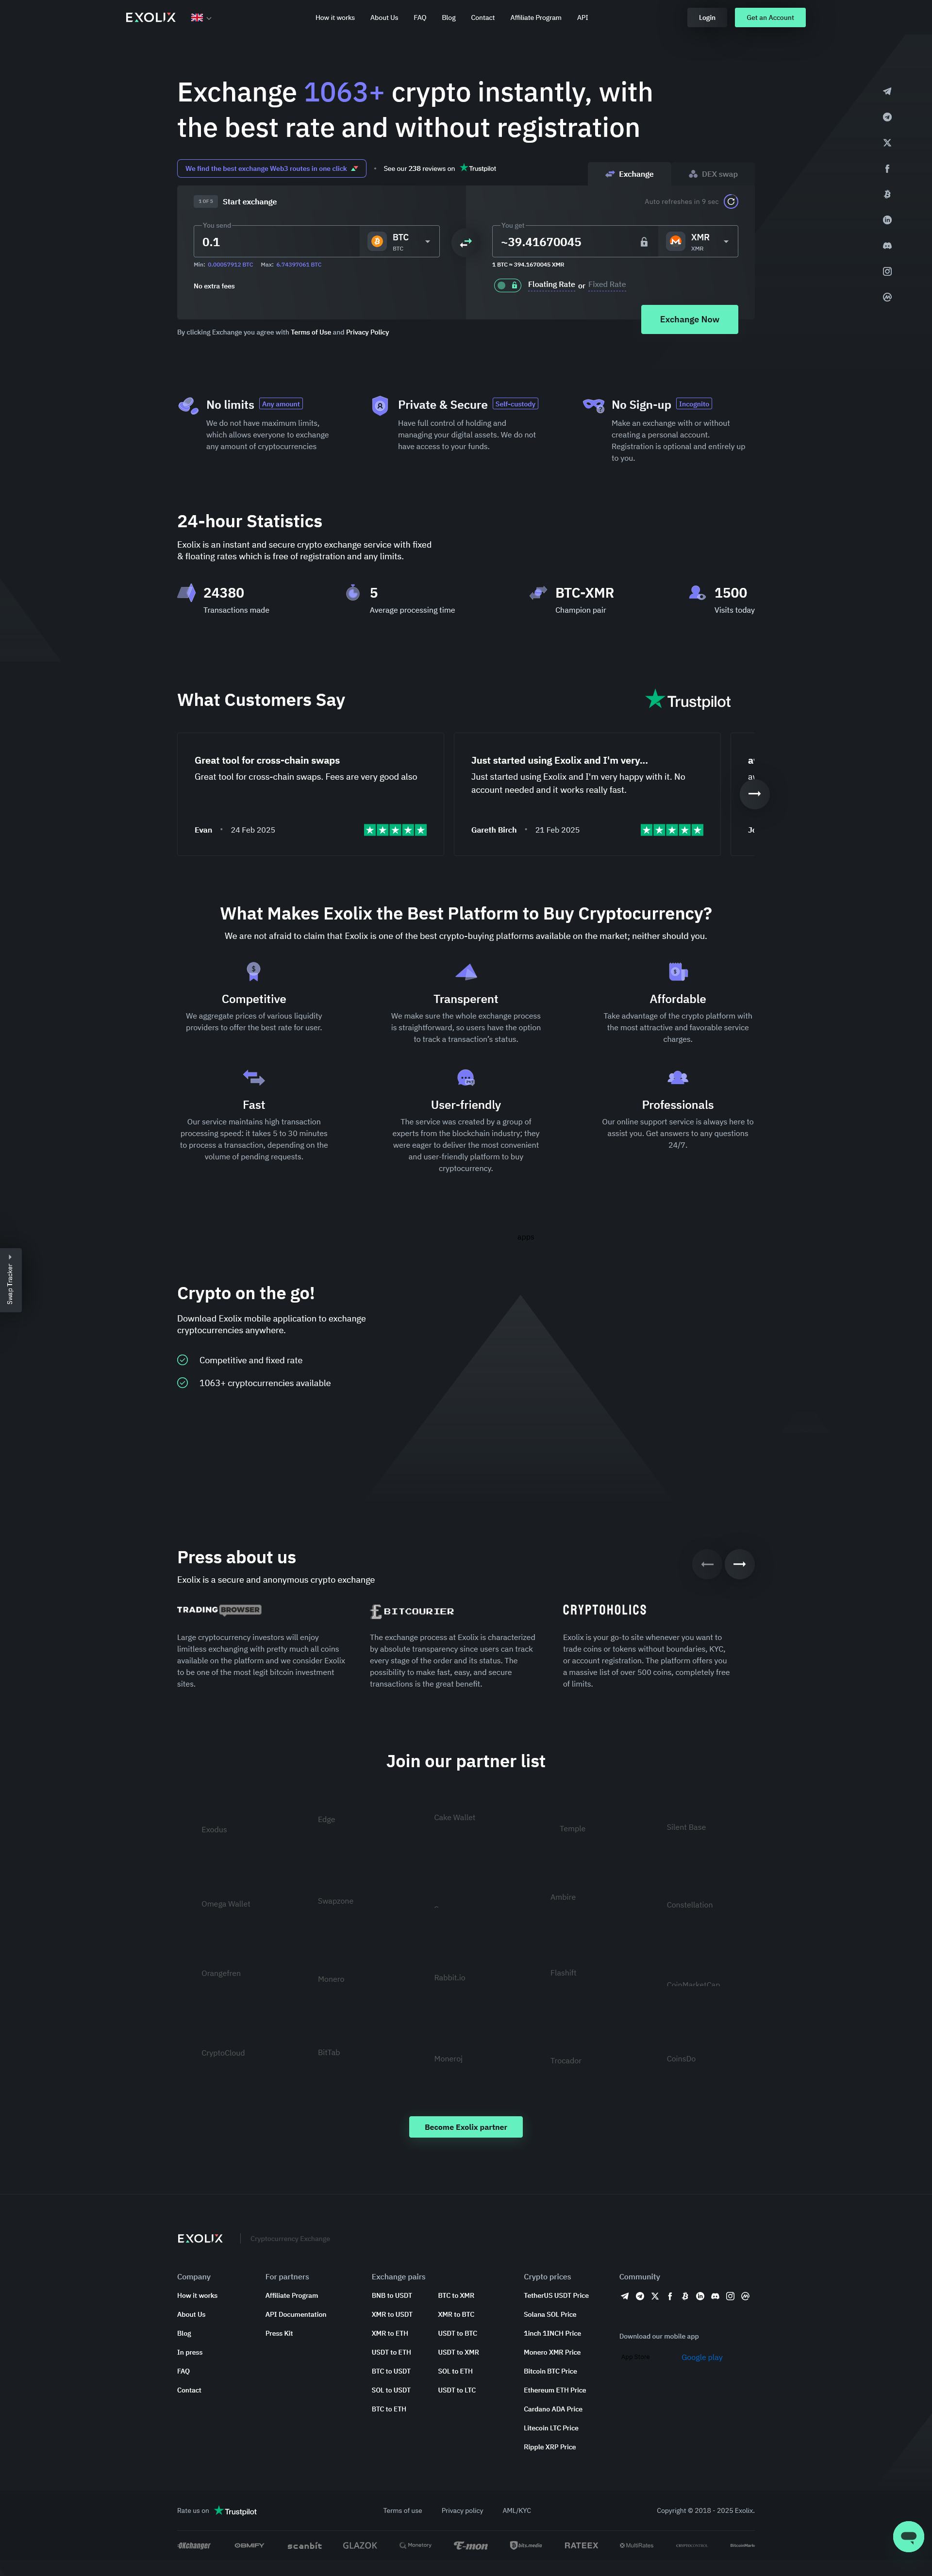 EXOLIX
How it works
About Us
FAQ
Blog
Contact
Affiliate Program
API
Login
Get an Account
Exchange 1063+ crypto instantly, with
the best rate and without registration
We find the best exchange Web3 routes in one click
See our 238 reviews on Trustpilot
Exchange
DEX swap
1 OF 3
Start exchange
Auto refreshes in 9 sec
You send
0.1
BTC
BTC
You get
~39.41670045
XMR
XMR
Min: 0.00057912 BTC
Max: 6.74397061 BTC
1 BTC ≈ 394.1670045 XMR
No extra fees
Floating Rate or Fixed Rate
Exchange Now
By clicking Exchange you agree with Terms of Use and Privacy Policy
No limits
Any amount
We do not have maximum limits,
which allows everyone to exchange
any amount of cryptocurrencies
Private & Secure
Self-custody
Have full control of holding and
managing your digital assets. We do not
have access to your funds.
No Sign-up
Incognito
Make an exchange with or without
creating a personal account.
Registration is optional and entirely up
to you.
24-hour Statistics
Exolix is an instant and secure crypto exchange service with fixed
& floating rates which is free of registration and any limits.
24380
Transactions made
5
Average processing time
BTC-XMR
Champion pair
1500
Visits today
What Customers Say
Trustpilot
Great tool for cross-chain swaps
Great tool for cross-chain swaps. Fees are very good also
Evan
24 Feb 2025
Just started using Exolix and I'm very...
Just started using Exolix and I'm very happy with it. No
account needed and it works really fast.
Gareth Birch
21 Feb 2025
What Makes Exolix the Best Platform to Buy Cryptocurrency?
We are not afraid to claim that Exolix is one of the best crypto-buying platforms available on the market; neither should you.
Competitive
We aggregate prices of various liquidity
providers to offer the best rate for user.
Transperent
We make sure the whole exchange process
is straightforward, so users have the option
to track a transaction's status.
Affordable
Take advantage of the crypto platform with
the most attractive and favorable service
charges.
Fast
Our service maintains high transaction
processing speed: it takes 5 to 30 minutes
to process a transaction, depending on the
volume of pending requests.
User-friendly
The service was created by a group of
experts from the blockchain industry; they
were eager to deliver the most convenient
and user-friendly platform to buy
cryptocurrency.
Professionals
Our online support service is always here to
assist you. Get answers to any questions
24/7.
apps
Swap Tracker
Crypto on the go!
Download Exolix mobile application to exchange
cryptocurrencies anywhere.
Competitive and fixed rate
1063+ cryptocurrencies available
Press about us
Exolix is a secure and anonymous crypto exchange
TRADING BROWSER
Large cryptocurrency investors will enjoy
limitless exchanging with pretty much all coins
available on the platform and we consider Exolix
to be one of the most legit bitcoin investment
sites.
BITCOURIER
The exchange process at Exolix is characterized
by absolute transparency since users can track
every stage of the order and its status. The
possibility to make fast, easy, and secure
transactions is the great benefit.
CRYPTOHOLICS
Exolix is your go-to site whenever you want to
trade coins or tokens without boundaries, KYC,
or account registration. The platform offers you
a massive list of over 500 coins, completely free
of limits.
Join our partner list
Exodus
Edge
Cake Wallet
Temple
Silent Base
Omega Wallet
Swapzone
Ambire
Constellation
Orangefren
Monero
Rabbit.io
Flashift
CoinMarketCap
CryptoCloud
BitTab
Moneroj
Trocador
CoinsDo
Become Exolix partner
EXOLIX
Cryptocurrency Exchange
Company
How it works
About Us
Blog
In press
FAQ
Contact
For partners
Affiliate Program
API Documentation
Press Kit
Exchange pairs
BNB to USDT
XMR to USDT
XMR to ETH
USDT to ETH
BTC to USDT
SOL to USDT
BTC to ETH
BTC to XMR
XMR to BTC
USDT to BTC
USDT to XMR
SOL to ETH
USDT to LTC
Crypto prices
TetherUS USDT Price
Solana SOL Price
1inch 1INCH Price
Monero XMR Price
Bitcoin BTC Price
Ethereum ETH Price
Cardano ADA Price
Litecoin LTC Price
Ripple XRP Price
Community
Download our mobile app
App Store
Google play
Rate us on Trustpilot
Terms of use
Privacy policy
AML/KYC
Copyright © 2018 - 2025 Exolix.
scanbit
GLAZOK
Monetory
E-mon
bits.media
RATEEX
MultiRates